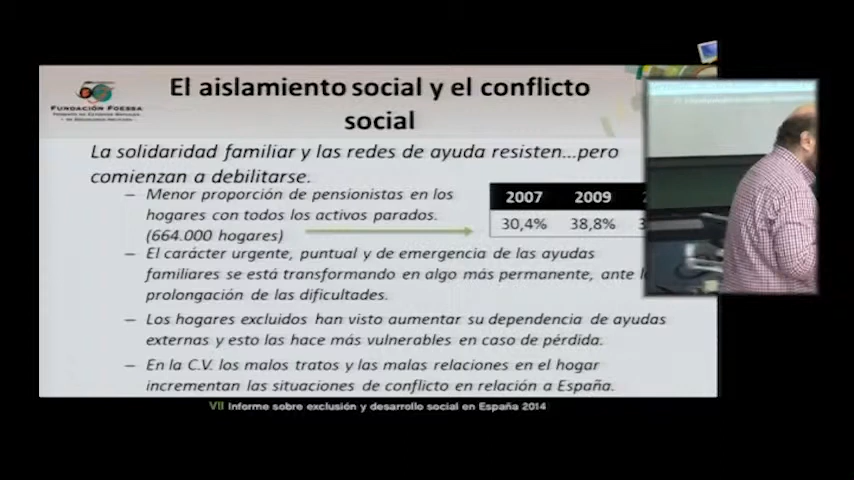 El aislamiento social y el conflicto
social
FUNDACIÓN FOESSA
La solidaridad familiar y las redes de ayuda resisten...pero
comienzan a debilitarse.
– Menor proporción de pensionistas en los
hogares con todos los activos parados.
(664.000 hogares)
2007 2009
30,4% 38,8%
– El carácter urgente, puntual y de emergencia de las ayudas
familiares se está transformando en algo más permanente, ante
prolongación de las dificultades.
– Los hogares excluidos han visto aumentar su dependencia de ayudas
externas y esto las hace más vulnerables en caso de pérdida.
– En la C.V. los malos tratos y las malas relaciones en el hogar
incrementan las situaciones de conflicto en relación a España.
VII Informe sobre exclusión y desarrollo social en España 2014